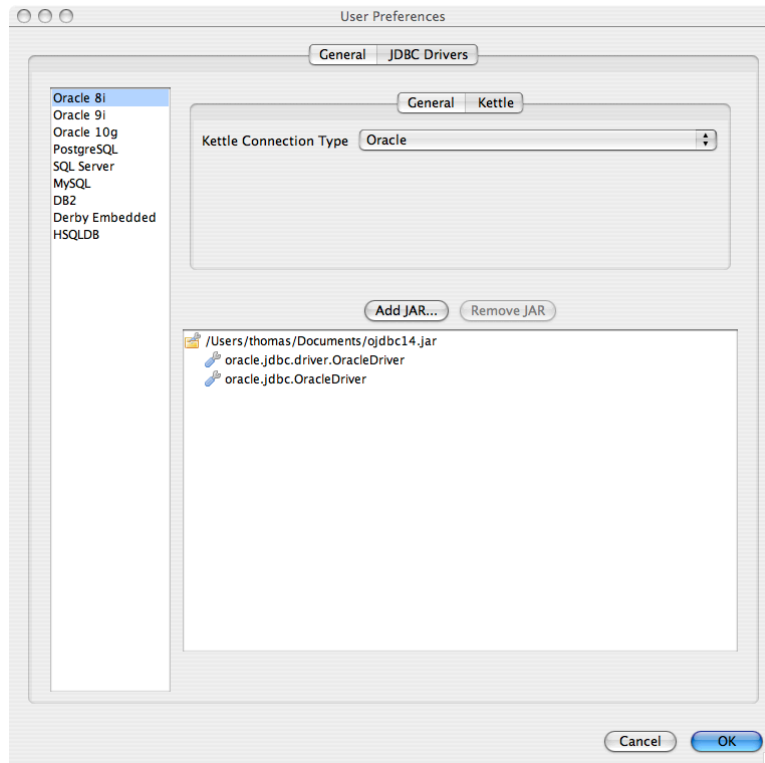 User Preferences
General JDBC Drivers
Oracle 8i
Oracle 9i
Oracle 10g
PostgreSQL
SQL Server
MySQL
DB2
Derby Embedded
HSQLDB
General Kettle
Kettle Connection Type Oracle
Add JAR... Remove JAR
/Users/thomas/Documents/ojdbc14.jar
oracle.jdbc.driver.OracleDriver
oracle.jdbc.OracleDriver
Cancel OK